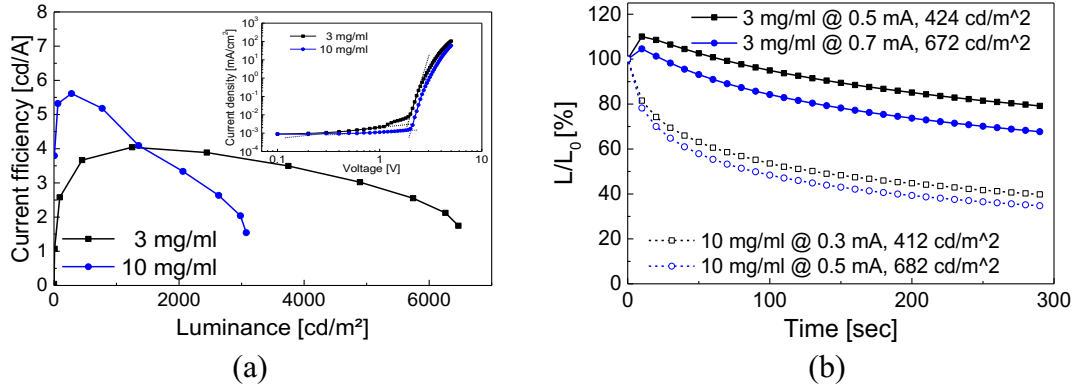 8
7
6
5
4
3
2
1
0
Current fficiency [cd/A]
0
2000
4000
6000
Luminance [cd/m²]
3 mg/ml
10 mg/ml
Current density [mA/cm²]
10²
10¹
10⁰
10⁻¹
10⁻²
10⁻³
10⁻⁴
0.1
1
10
Voltage [V]
3 mg/ml
10 mg/ml
(a)
120
100
80
60
40
20
0
L/L₀ [%]
0
100
200
300
Time [sec]
3 mg/ml @ 0.5 mA, 424 cd/m^2
3 mg/ml @ 0.7 mA, 672 cd/m^2
10 mg/ml @ 0.3 mA, 412 cd/m^2
10 mg/ml @ 0.5 mA, 682 cd/m^2
(b)